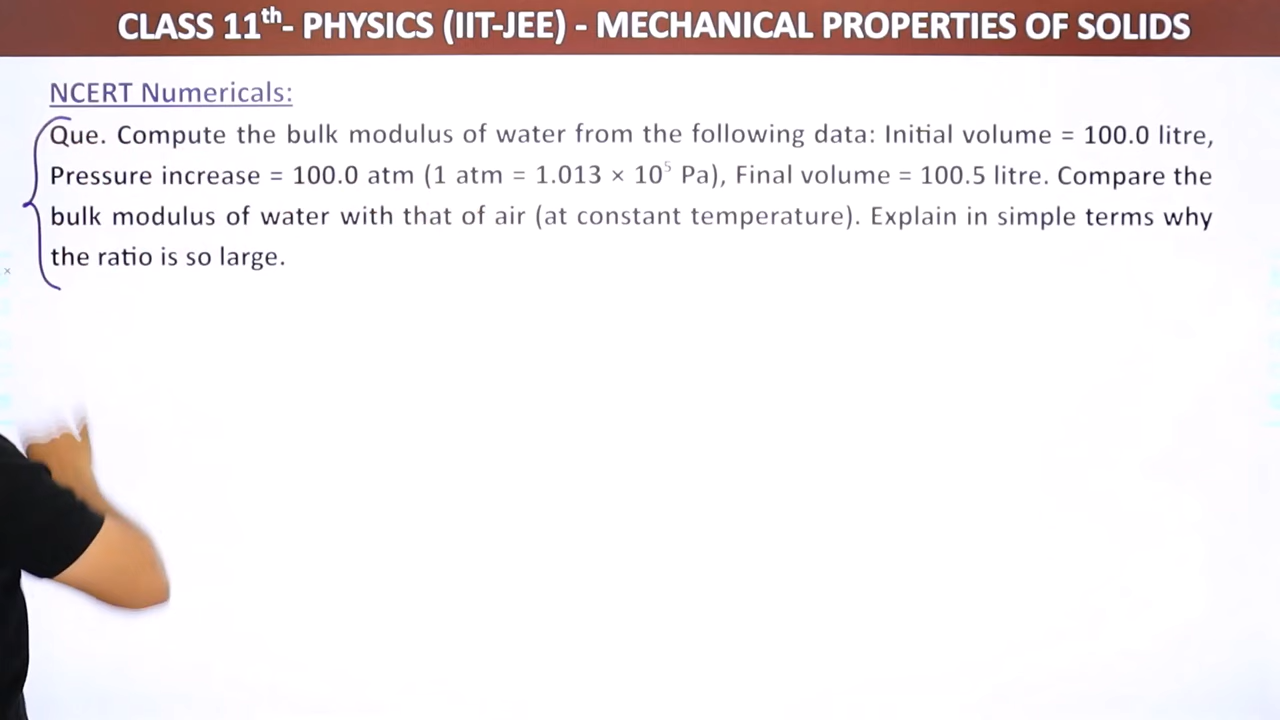 CLASS 11th- PHYSICS (IIT-JEE) - MECHANICAL PROPERTIES OF SOLIDS
NCERT Numericals:
Que. Compute the bulk modulus of water from the following data: Initial volume = 100.0 litre,
Pressure increase = 100.0 atm (1 atm = 1.013 × 10⁵ Pa), Final volume = 100.5 litre. Compare the
bulk modulus of water with that of air (at constant temperature). Explain in simple terms why
the ratio is so large.